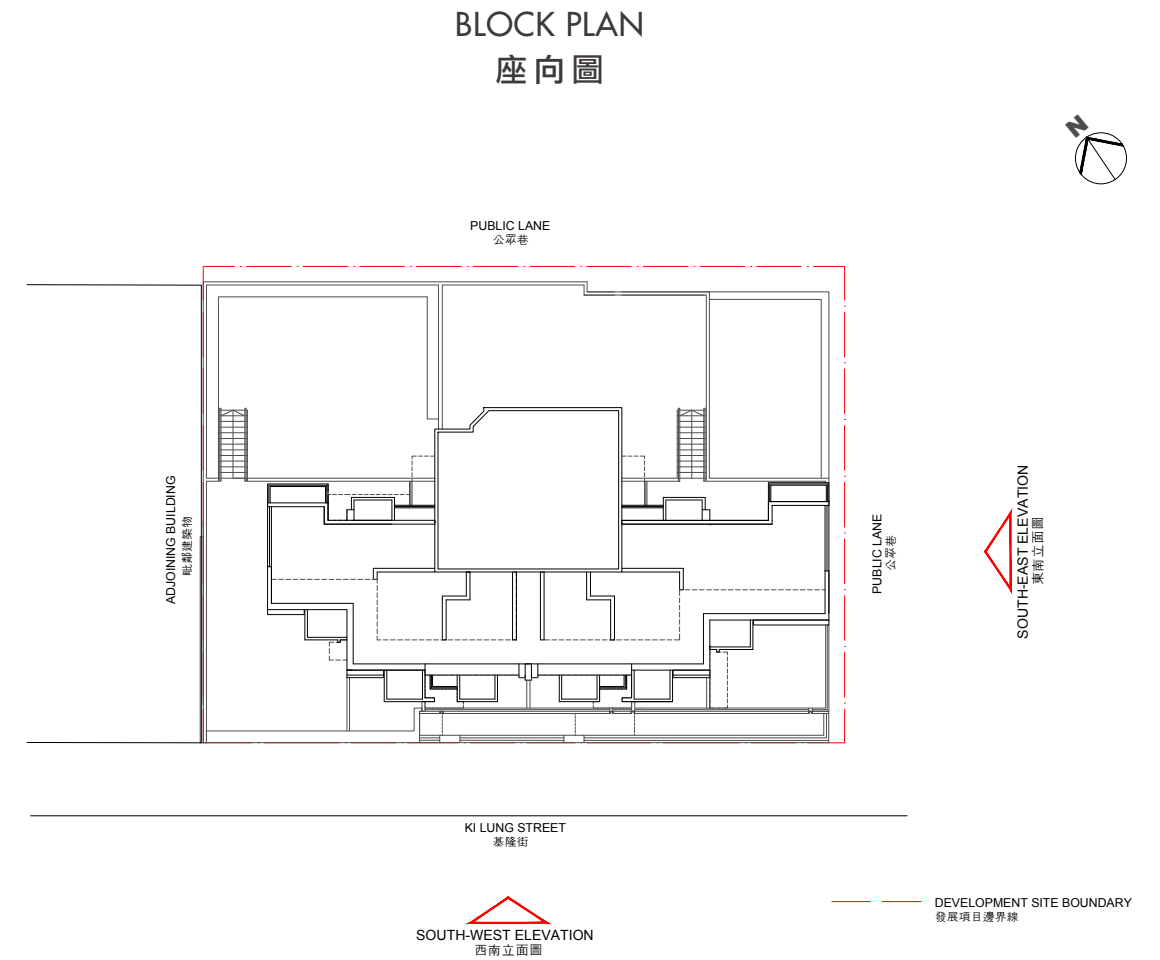 BLOCK PLAN
座向圖
N
PUBLIC LANE
公眾巷
ADJOINING BUILDING
毗鄰建築物
PUBLIC LANE
公眾巷
SOUTH-EAST ELEVATION
東南立面圖
KI LUNG STREET
基隆街
SOUTH-WEST ELEVATION
西南立面圖
DEVELOPMENT SITE BOUNDARY
發展項目邊界線